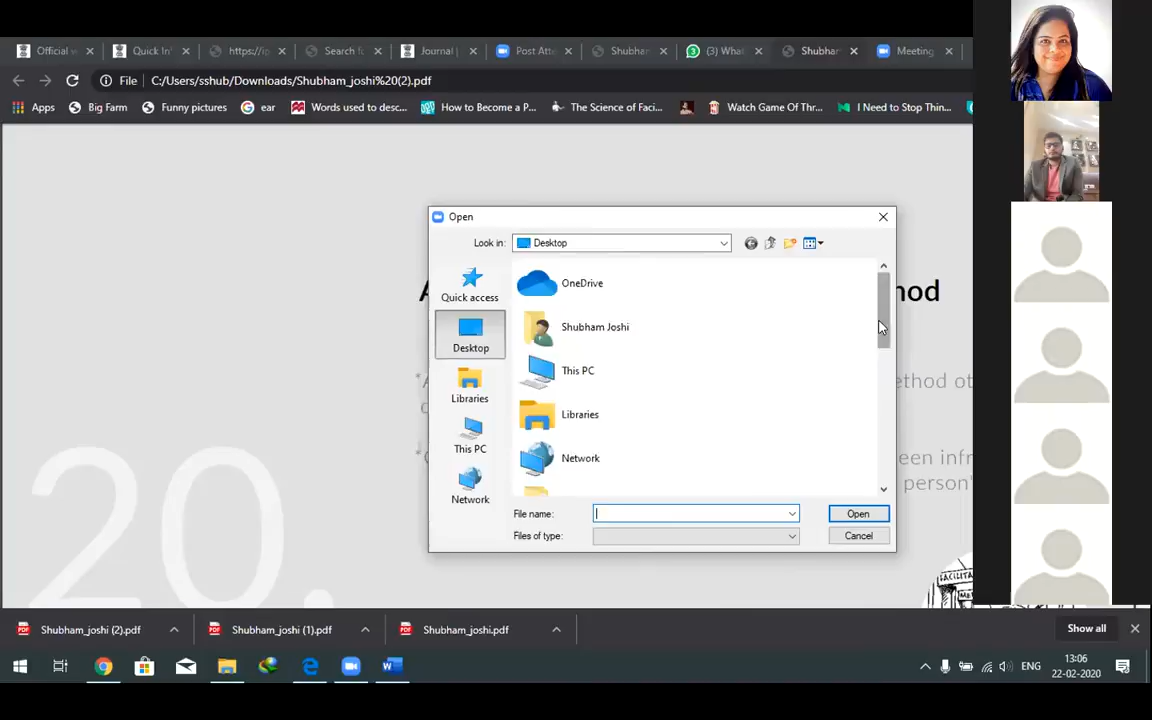 Official w
Quick In
https://ip
Search fo
Journal
Post Atte
Shubham
(3) What
Shubham
Meeting
File C:/Users/sshub/Downloads/Shubham_joshi%20(2).pdf
Apps Big Farm Funny pictures ear Words used to desc... How to Become a P... The Science of Faci... Watch Game Of Thr... I Need to Stop Thin...
Open
Look in: Desktop
Quick access
Desktop
Libraries
This PC
Network
OneDrive
Shubham Joshi
This PC
Libraries
Network
File name: Open
Files of type: Cancel
een infr
person'
20.
Shubham_joshi (2).pdf Shubham_joshi (1).pdf Shubham_joshi.pdf Show all
ENG 13:06
22-02-2020